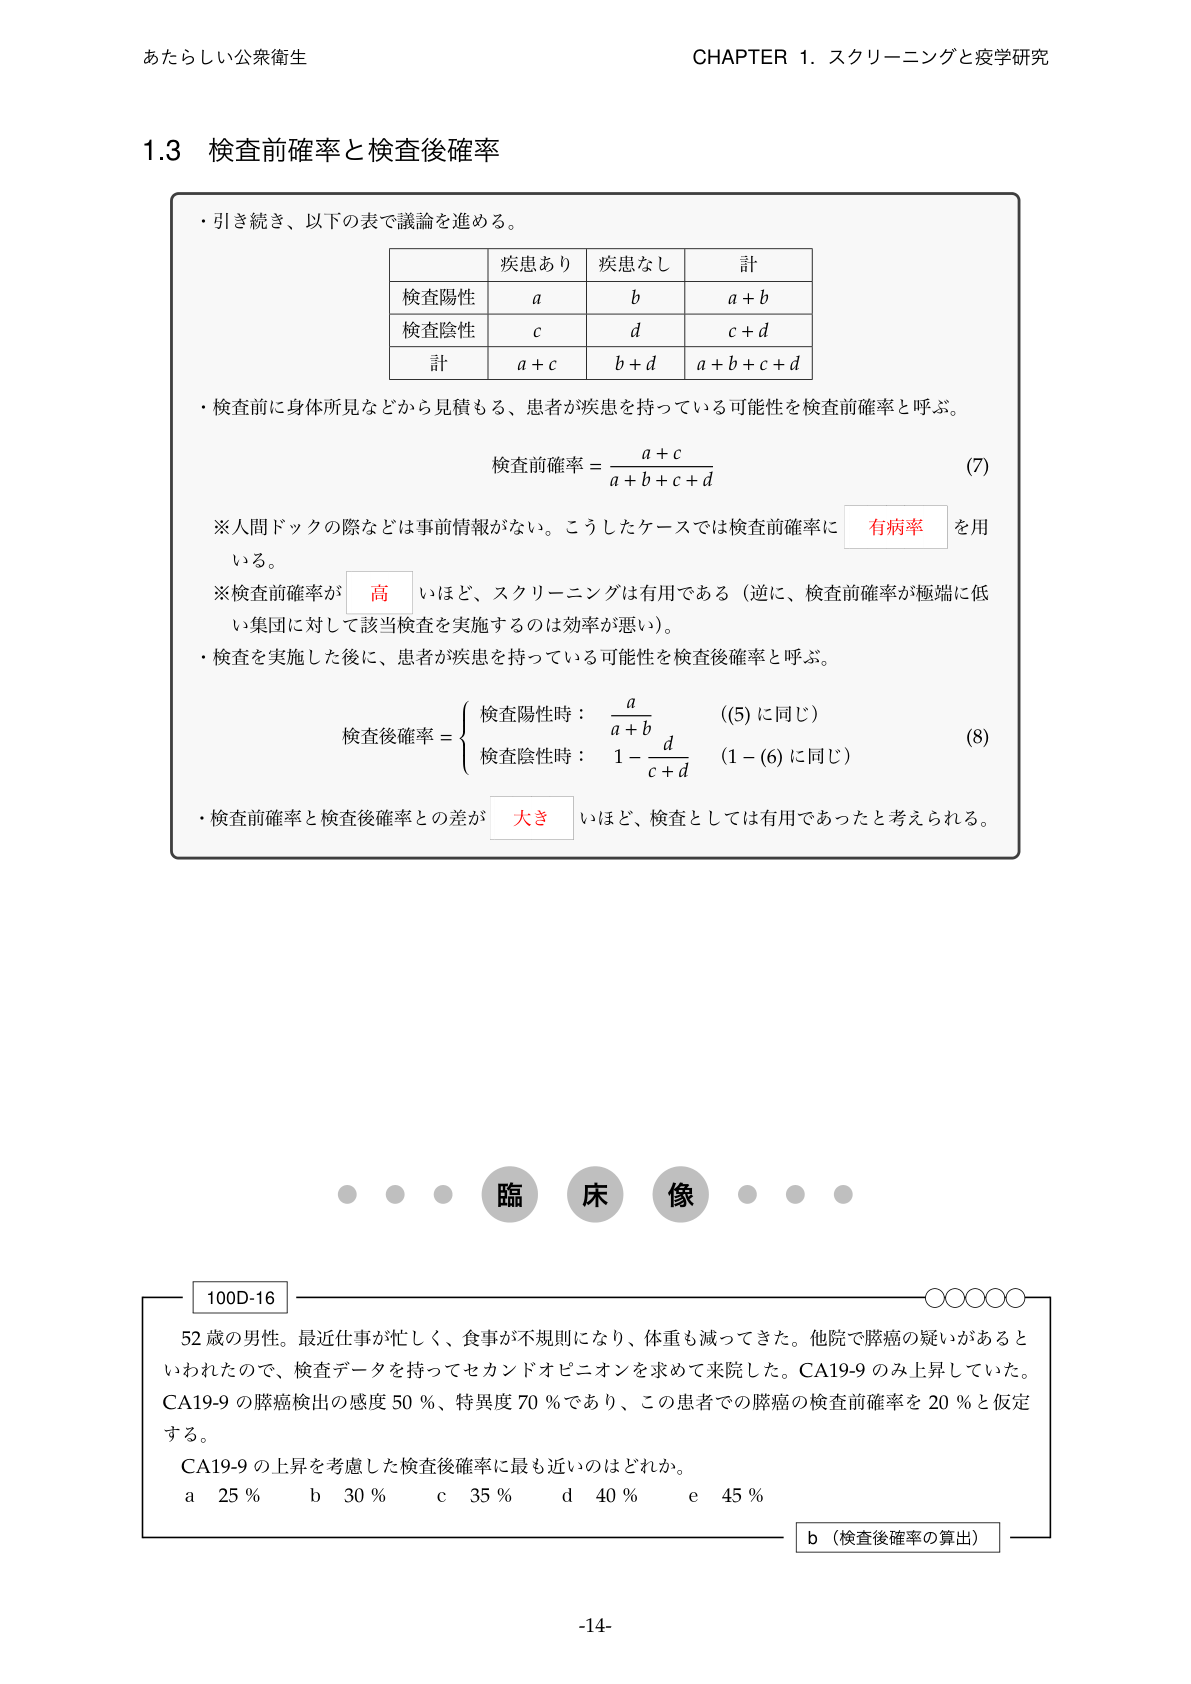 あたらしい公衆衛生 CHAPTER 1. スクリーニングと疫学研究
1.3 検査前確率と検査後確率
・引き続き、以下の表で議論を進める。
疾患あり 疾患なし 計
検査陽性 a b a + b
検査陰性 c d c + d
計 a + c b + d a + b + c + d
・検査前に身体所見などから見積もる、患者が疾患を持っている可能性を検査前確率と呼ぶ。
検査前確率 = (a + c)/(a + b + c + d) (7)
※人間ドックの際などは事前情報がない。こうしたケースでは検査前確率に 有病率 を用
いる。
※検査前確率が 高 いほど、スクリーニングは有用である（逆に、検査前確率が極端に低
い集団に対して該当検査を実施するのは効率が悪い）。
・検査を実施した後に、患者が疾患を持っている可能性を検査後確率と呼ぶ。
検査後確率 = { 検査陽性時： a/(a + b) （(5) に同じ）
検査陰性時： 1 − d/(c + d) （1 − (6) に同じ） (8)
・検査前確率と検査後確率との差が 大き いほど、検査としては有用であったと考えられる。
臨 床 像
100D-16 ○○○○○
52 歳の男性。最近仕事が忙しく、食事が不規則になり、体重も減ってきた。他院で膵癌の疑いがあると
いわれたので、検査データを持ってセカンドオピニオンを求めて来院した。CA19-9 のみ上昇していた。
CA19-9 の膵癌検出の感度 50 %、特異度 70 %であり、この患者での膵癌の検査前確率を 20 %と仮定
する。
CA19-9 の上昇を考慮した検査後確率に最も近いのはどれか。
a 25 % b 30 % c 35 % d 40 % e 45 %
b （検査後確率の算出）
-14-